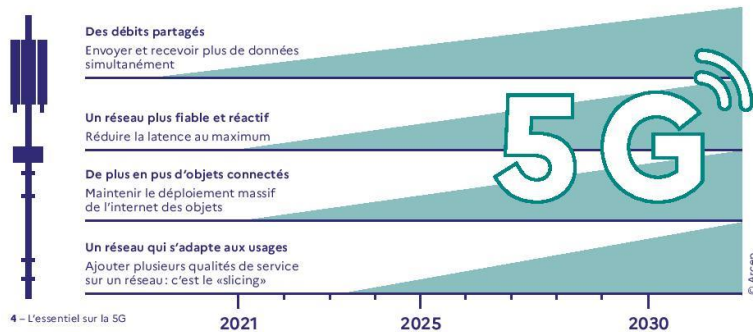 Des débits partagés
Envoyer et recevoir plus de données
simultanément
Un réseau plus fiable et réactif
Réduire la latence au maximum
De plus en pus d'objets connectés
Maintenir le déploiement massif
de l'internet des objets
Un réseau qui s'adapte aux usages
Ajouter plusieurs qualités de service
sur un réseau : c'est le «slicing»
5G
© Arcep
4 – L'essentiel sur la 5G
2021
2025
2030